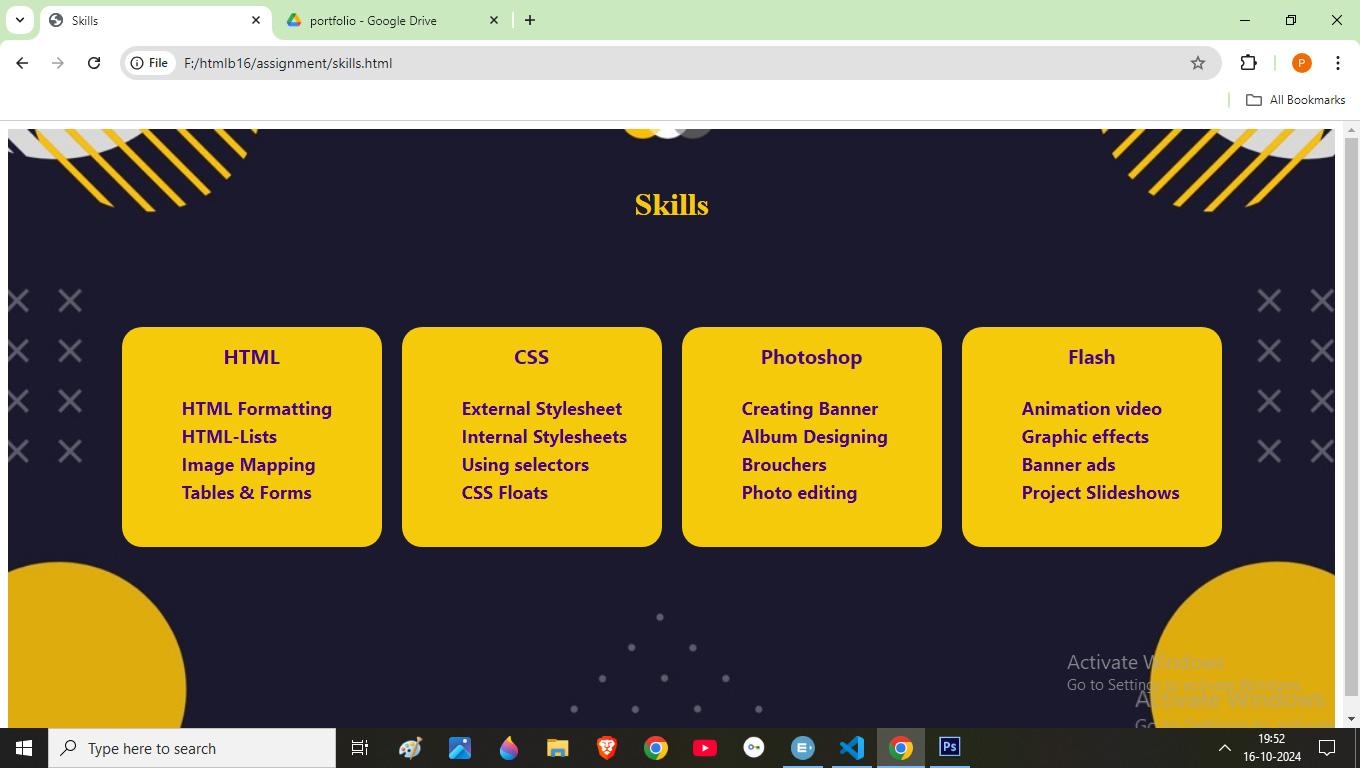 Skills
portfolio - Google Drive
File
F:/htmlb16/assignment/skills.html
P
All Bookmarks
Skills
HTML
HTML Formatting
HTML-Lists
Image Mapping
Tables & Forms
CSS
External Stylesheet
Internal Stylesheets
Using selectors
CSS Floats
Photoshop
Creating Banner
Album Designing
Brouchers
Photo editing
Flash
Animation video
Graphic effects
Banner ads
Project Slideshows
Activate Windows
Go to Settings to activate Windows.
Activate Windows
Type here to search
E
Ps
19:52
16-10-2024